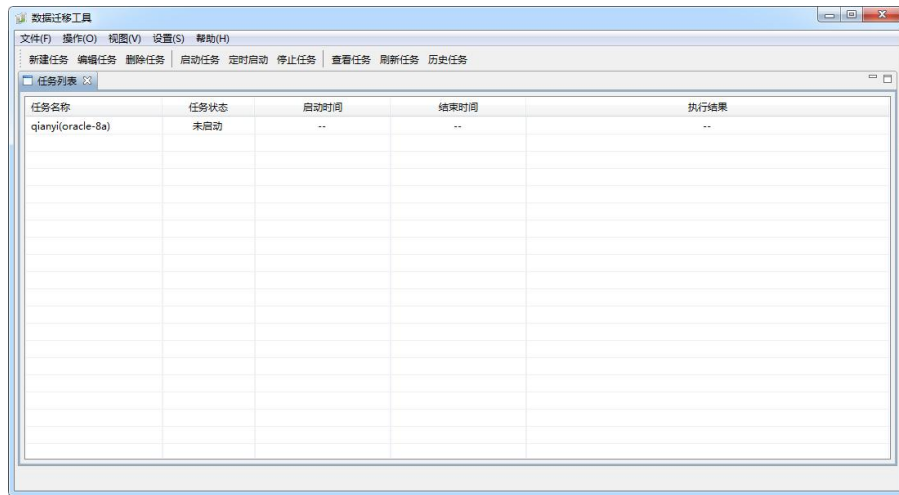 数据迁移工具
文件(F) 操作(O) 视图(V) 设置(S) 帮助(H)
新建任务 编辑任务 删除任务 启动任务 定时启动 停止任务 查看任务 刷新任务 历史任务
任务列表
任务名称 任务状态 启动时间 结束时间 执行结果
qianyi(oracle-8a) 未启动 -- -- --